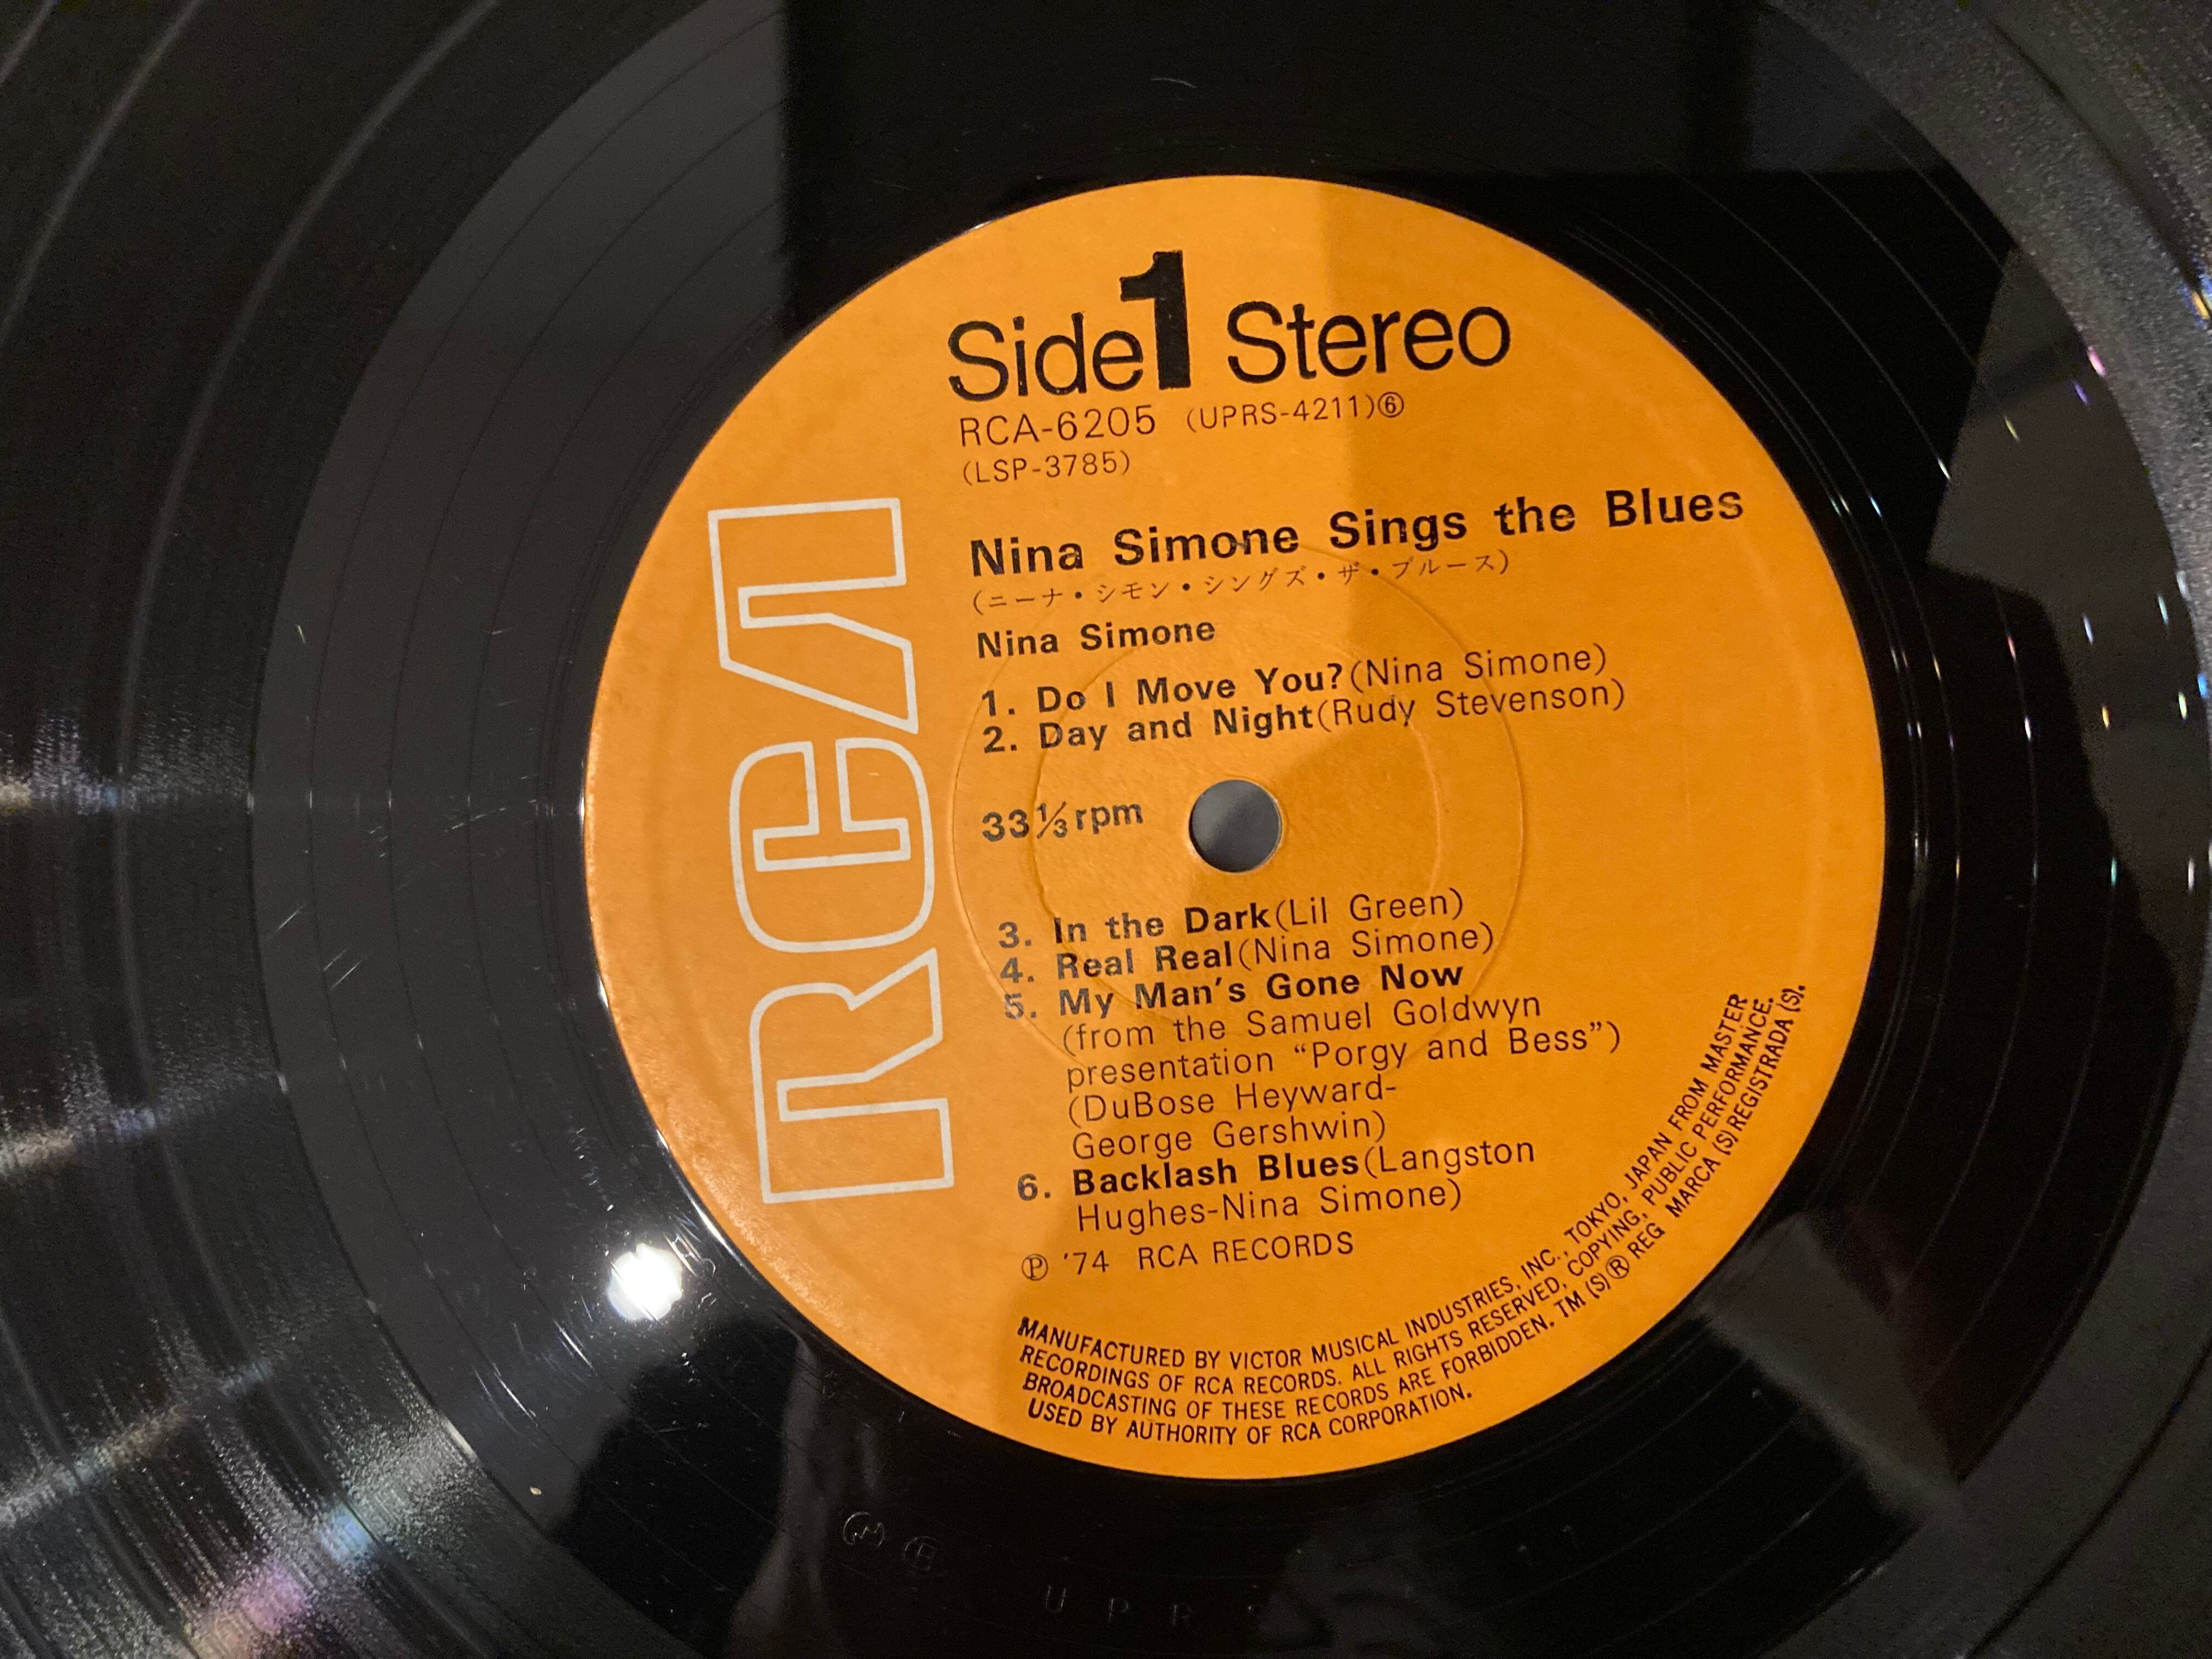 Side 1 Stereo
RCA-6205 (UPRS-4211)⑥
(LSP-3785)
RCA
Nina Simone Sings the Blues
(ニーナ・シモン・シングズ・ザ・ブルース)
Nina Simone
1. Do I Move You?(Nina Simone)
2. Day and Night(Rudy Stevenson)
33⅓rpm
3. In the Dark(Lil Green)
4. Real Real(Nina Simone)
5. My Man's Gone Now
(from the Samuel Goldwyn
presentation “Porgy and Bess”)
(DuBose Heyward-
George Gershwin)
6. Backlash Blues(Langston
Hughes-Nina Simone)
Ⓟ '74 RCA RECORDS
MANUFACTURED BY VICTOR MUSICAL INDUSTRIES, INC., TOKYO, JAPAN FROM MASTER
RECORDINGS OF RCA RECORDS. ALL RIGHTS RESERVED, COPYING, PUBLIC PERFORMANCE,
BROADCASTING OF THESE RECORDS ARE FORBIDDEN. TM (S)® REG MARCA (S) REGISTRADA (S).
USED BY AUTHORITY OF RCA CORPORATION.
U P R